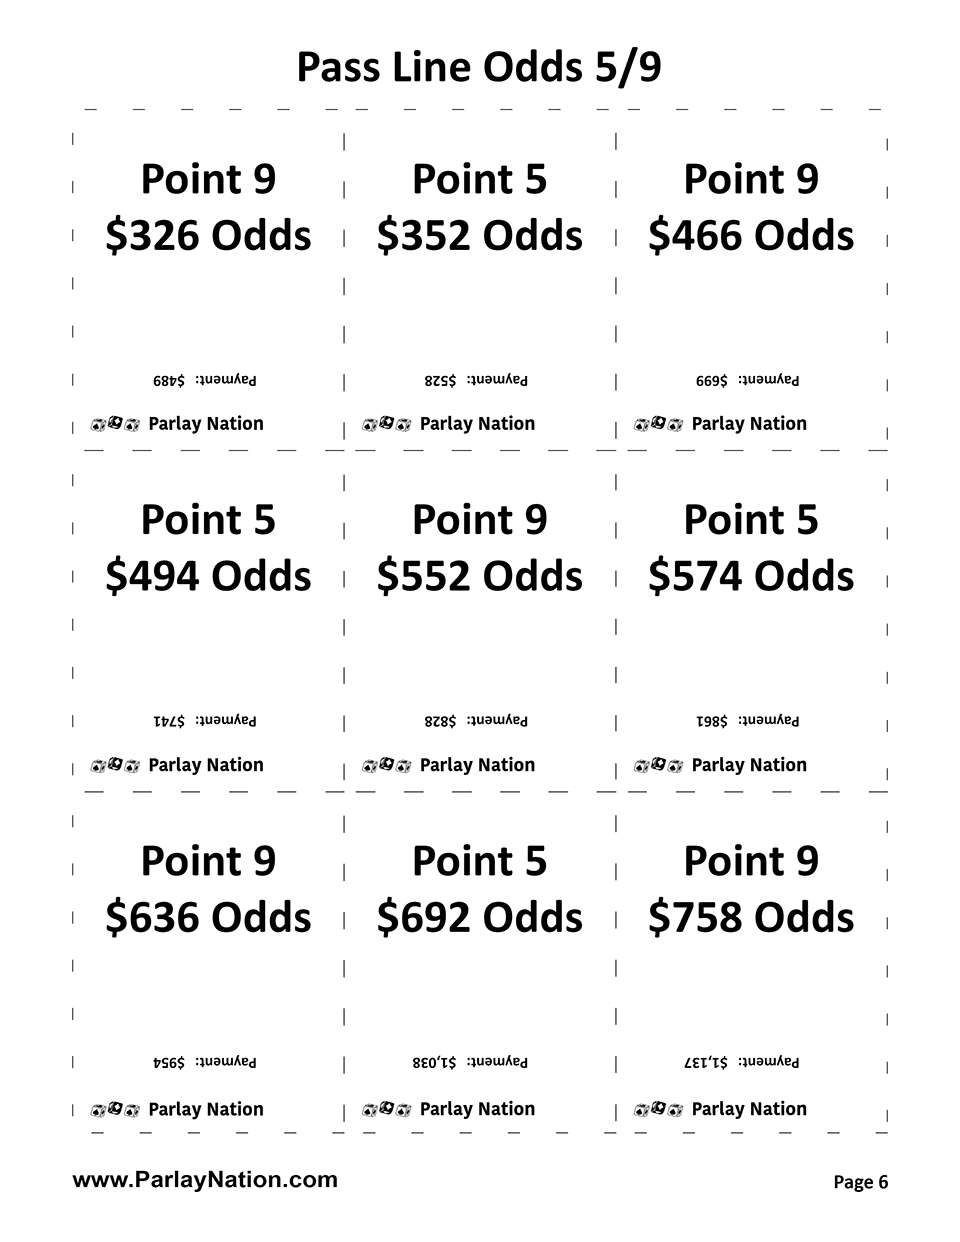 Pass Line Odds 5/9
Point 9
$326 Odds
Payment: $489
Parlay Nation
Point 5
$352 Odds
Payment: $528
Parlay Nation
Point 9
$466 Odds
Payment: $699
Parlay Nation
Point 5
$494 Odds
Payment: $741
Parlay Nation
Point 9
$552 Odds
Payment: $828
Parlay Nation
Point 5
$574 Odds
Payment: $861
Parlay Nation
Point 9
$636 Odds
Payment: $954
Parlay Nation
Point 5
$692 Odds
Payment: $1,038
Parlay Nation
Point 9
$758 Odds
Payment: $1,137
Parlay Nation
www.ParlayNation.com
Page 6